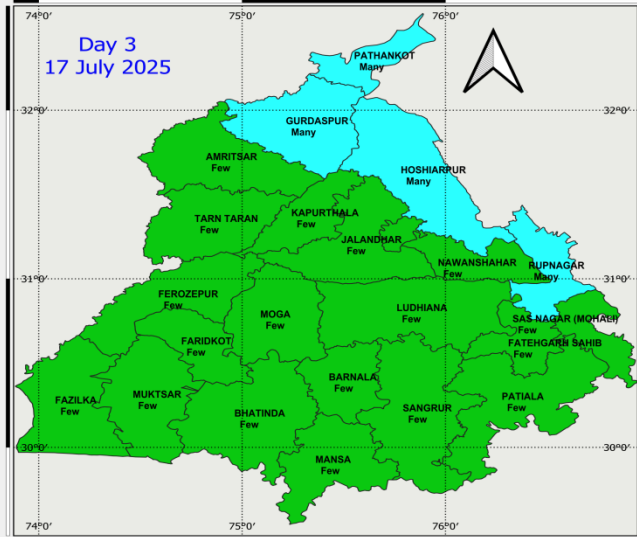 74°0'
75°0'
76°0'
Day 3
17 July 2025
PATHANKOT
Many
32°0'
32°0'
GURDASPUR
Many
AMRITSAR
Few
HOSHIARPUR
Many
TARN TARAN
Few
KAPURTHALA
Few
JALANDHAR
Few
NAWANSHAHAR
Few
RUPNAGAR
Many
31°0'
31°0'
FEROZEPUR
Few
MOGA
Few
LUDHIANA
Few
SAS NAGAR (MOHALI)
Few
FARIDKOT
Few
FATEHGARH SAHIB
Few
FAZILKA
Few
MUKTSAR
Few
BHATINDA
Few
BARNALA
Few
SANGRUR
Few
PATIALA
Few
30°0'
30°0'
MANSA
Few
74°0'
75°0'
76°0'